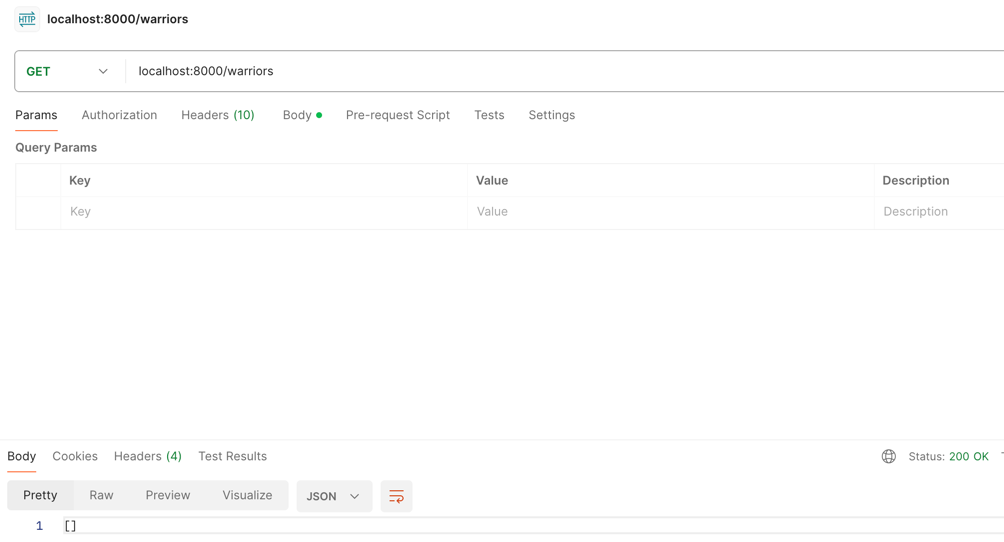 HTTP localhost:8000/warriors
GET localhost:8000/warriors
Params Authorization Headers (10) Body Pre-request Script Tests Settings
Query Params
Key Value Description
Key Value Description
Body Cookies Headers (4) Test Results Status: 200 OK
Pretty Raw Preview Visualize JSON
1 []